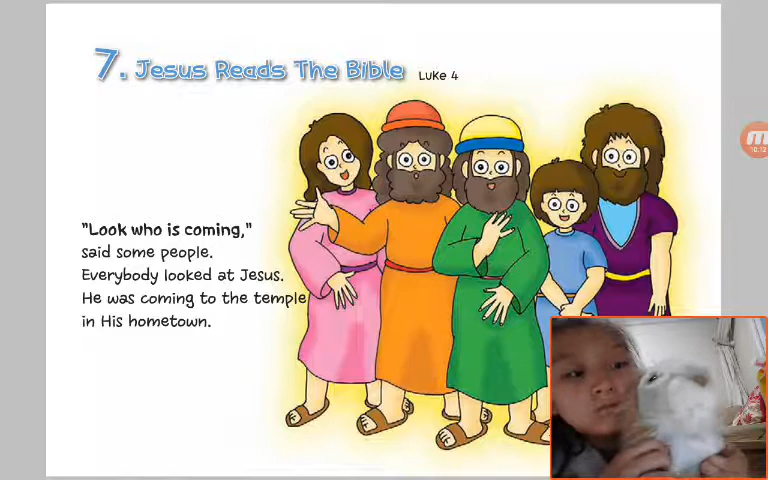 7. Jesus Reads The Bible Luke 4
"Look who is coming,"
said some people.
Everybody looked at Jesus.
He was coming to the temple
in His hometown.